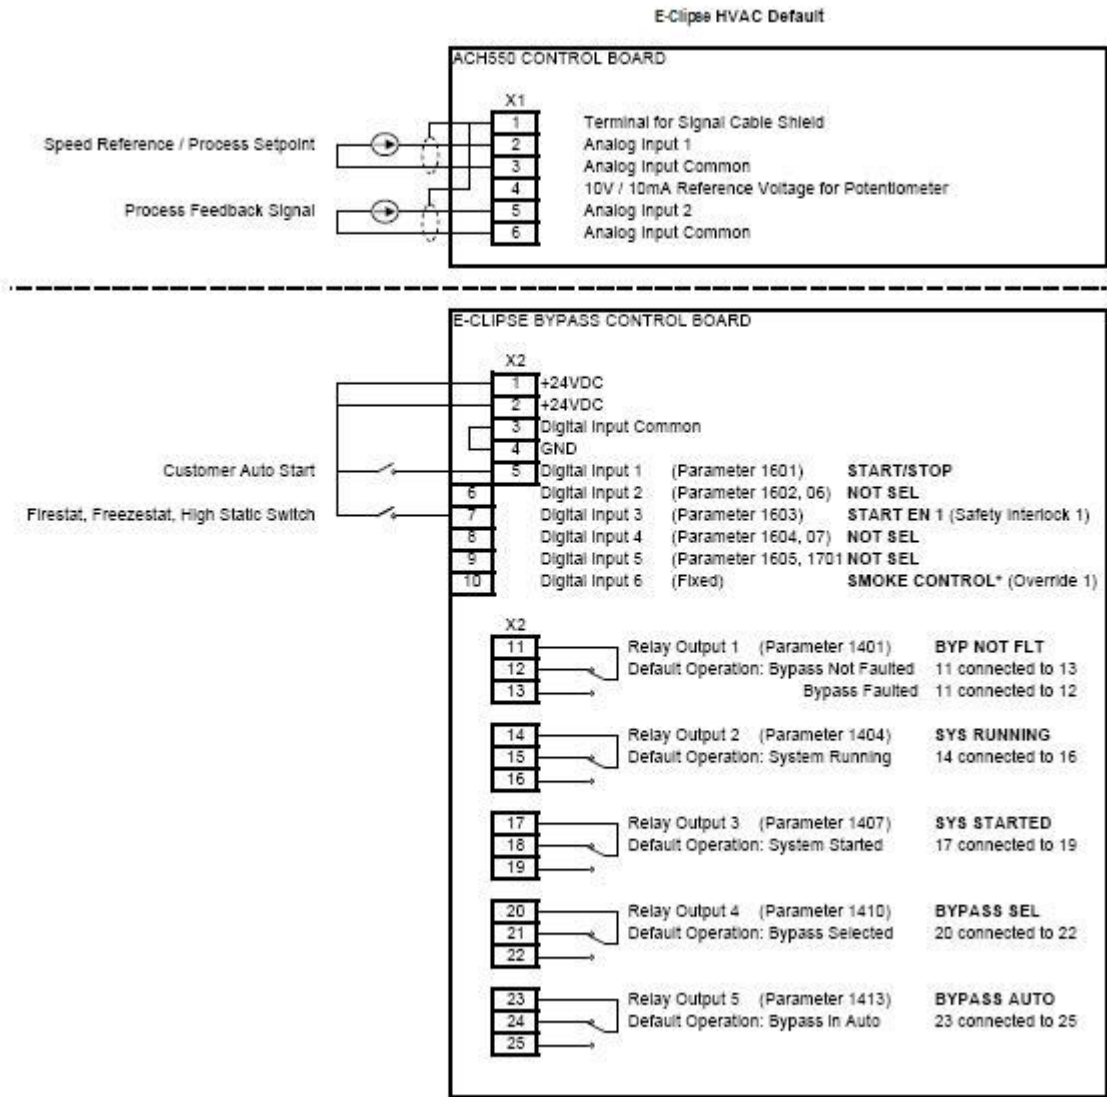 E-Clipse HVAC Default
ACH550 CONTROL BOARD
X1
1 Terminal for Signal Cable Shield
Speed Reference / Process Setpoint 2 Analog Input 1
3 Analog Input Common
4 10V / 10mA Reference Voltage for Potentiometer
Process Feedback Signal 5 Analog Input 2
6 Analog Input Common
E-CLIPSE BYPASS CONTROL BOARD
X2
1 +24VDC
2 +24VDC
3 Digital Input Common
4 GND
Customer Auto Start 5 Digital Input 1 (Parameter 1601) START/STOP
6 Digital Input 2 (Parameter 1602, 06) NOT SEL
Firestat, Freezestat, High Static Switch 7 Digital Input 3 (Parameter 1603) START EN 1 (Safety Interlock 1)
8 Digital Input 4 (Parameter 1604, 07) NOT SEL
9 Digital Input 5 (Parameter 1605, 1701 NOT SEL
10 Digital Input 6 (Fixed) SMOKE CONTROL* (Override 1)
X2
11 Relay Output 1 (Parameter 1401) BYP NOT FLT
12 Default Operation: Bypass Not Faulted 11 connected to 13
13 Bypass Faulted 11 connected to 12
14 Relay Output 2 (Parameter 1404) SYS RUNNING
15 Default Operation: System Running 14 connected to 16
16
17 Relay Output 3 (Parameter 1407) SYS STARTED
18 Default Operation: System Started 17 connected to 19
19
20 Relay Output 4 (Parameter 1410) BYPASS SEL
21 Default Operation: Bypass Selected 20 connected to 22
22
23 Relay Output 5 (Parameter 1413) BYPASS AUTO
24 Default Operation: Bypass In Auto 23 connected to 25
25